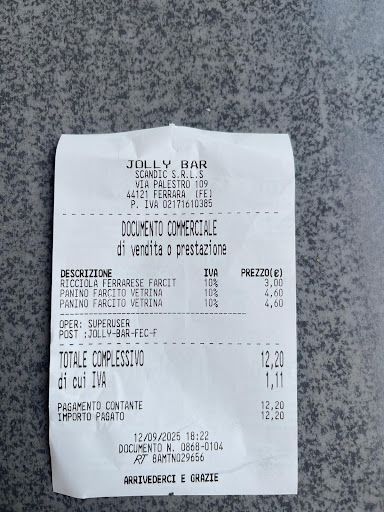 JOLLY BAR
SCANDIC S.R.L.S
VIA PALESTRO 109
44121 FERRARA (FE)
P. IVA 02171610385
DOCUMENTO COMMERCIALE
di vendita o prestazione
DESCRIZIONE IVA PREZZO(€)
RICCIOLA FERRARESE FARCIT 10% 3,00
PANINO FARCITO VETRINA 10% 4,60
PANINO FARCITO VETRINA 10% 4,60
OPER: SUPERUSER
POST :JOLLY-BAR-FEC-F
TOTALE COMPLESSIVO 12,20
di cui IVA 1,11
PAGAMENTO CONTANTE 12,20
IMPORTO PAGATO 12,20
12/09/2025 18:22
DOCUMENTO N. 0868-0104
RT 8AMTN029656
ARRIVEDERCI E GRAZIE